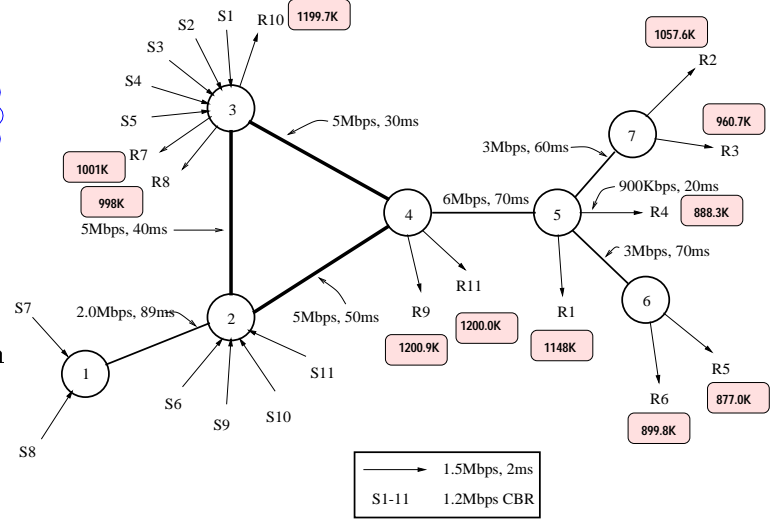 S1
R10
1199.7K
S2
S3
S4
S5
3
R7
1001K
R8
998K
5Mbps, 30ms
5Mbps, 40ms
1057.6K
R2
7
960.7K
R3
3Mbps, 60ms
900Kbps, 20ms
6Mbps, 70ms
4
5
R4
888.3K
3Mbps, 70ms
R11
R9
1200.0K
1200.9K
R1
1148K
6
S7
2.0Mbps, 89ms
2
5Mbps, 50ms
1
S11
S6
S9
S10
S8
R5
877.0K
R6
899.8K
1.5Mbps, 2ms
S1-11 1.2Mbps CBR